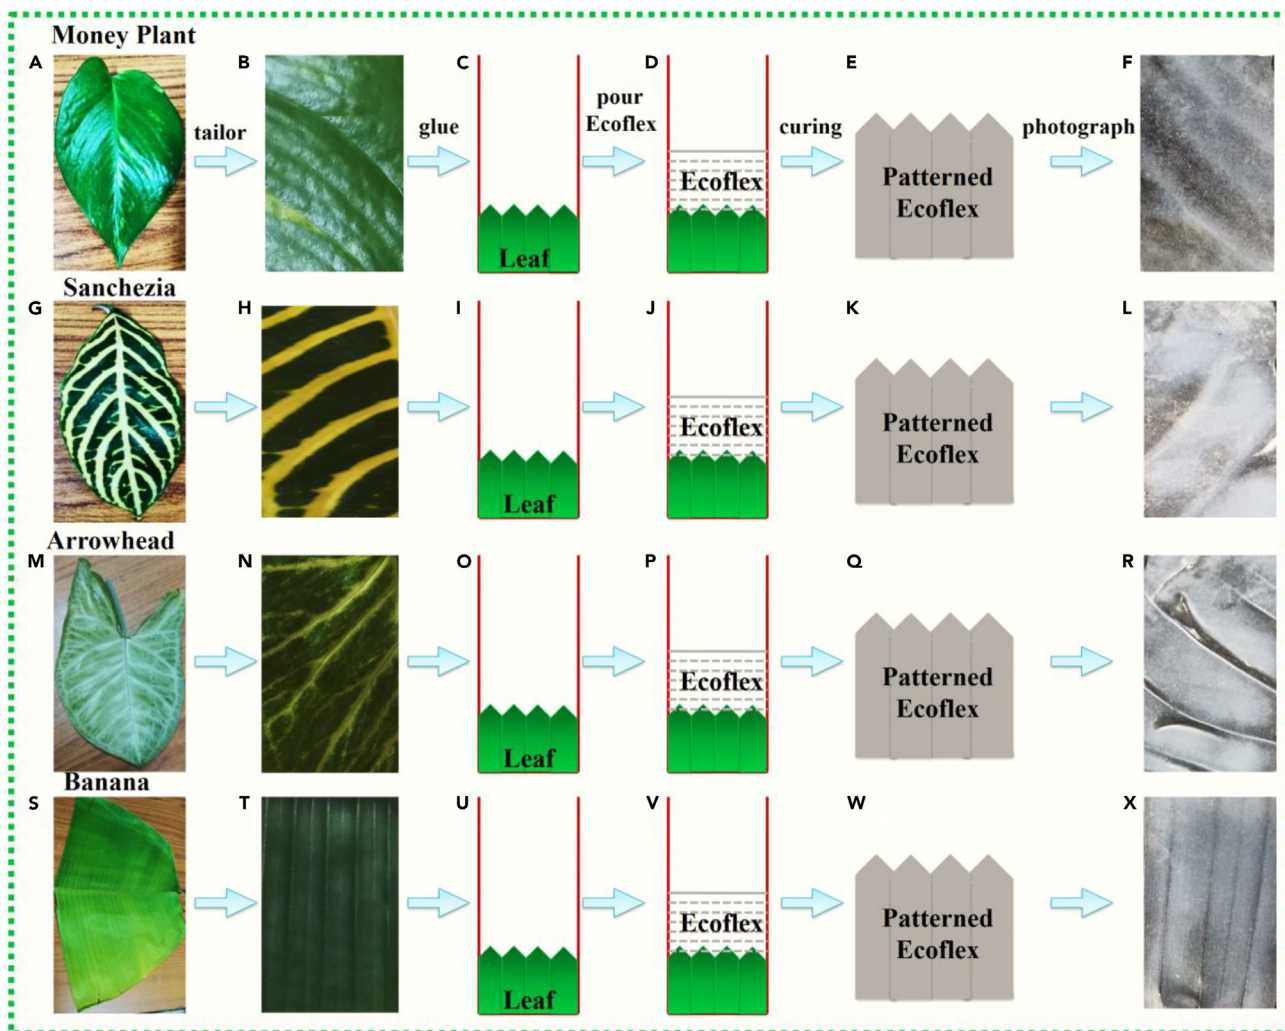 Money Plant
A
B
C
D
E
F
tailor
glue
pour
Ecoflex
curing
photograph
Ecoflex
Patterned
Ecoflex
Leaf
Sanchezia
G
H
I
J
K
L
Ecoflex
Patterned
Ecoflex
Leaf
Arrowhead
M
N
O
P
Q
R
Ecoflex
Patterned
Ecoflex
Leaf
Banana
S
T
U
V
W
X
Ecoflex
Patterned
Ecoflex
Leaf